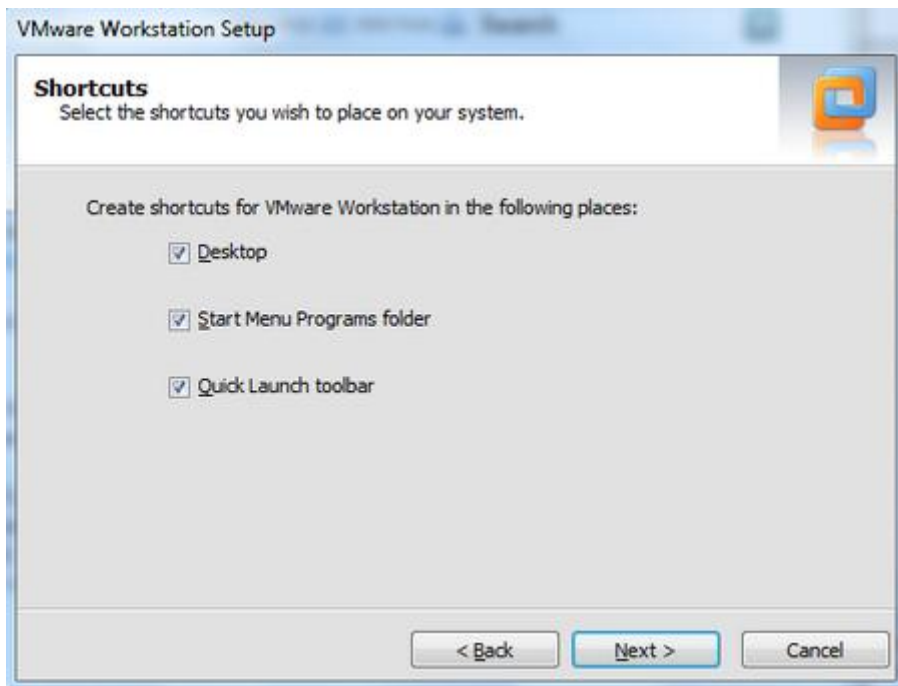 VMware Workstation Setup
Search
Shortcuts
Select the shortcuts you wish to place on your system.
Create shortcuts for VMware Workstation in the following places:
Desktop
Start Menu Programs folder
Quick Launch toolbar
< Back Next > Cancel